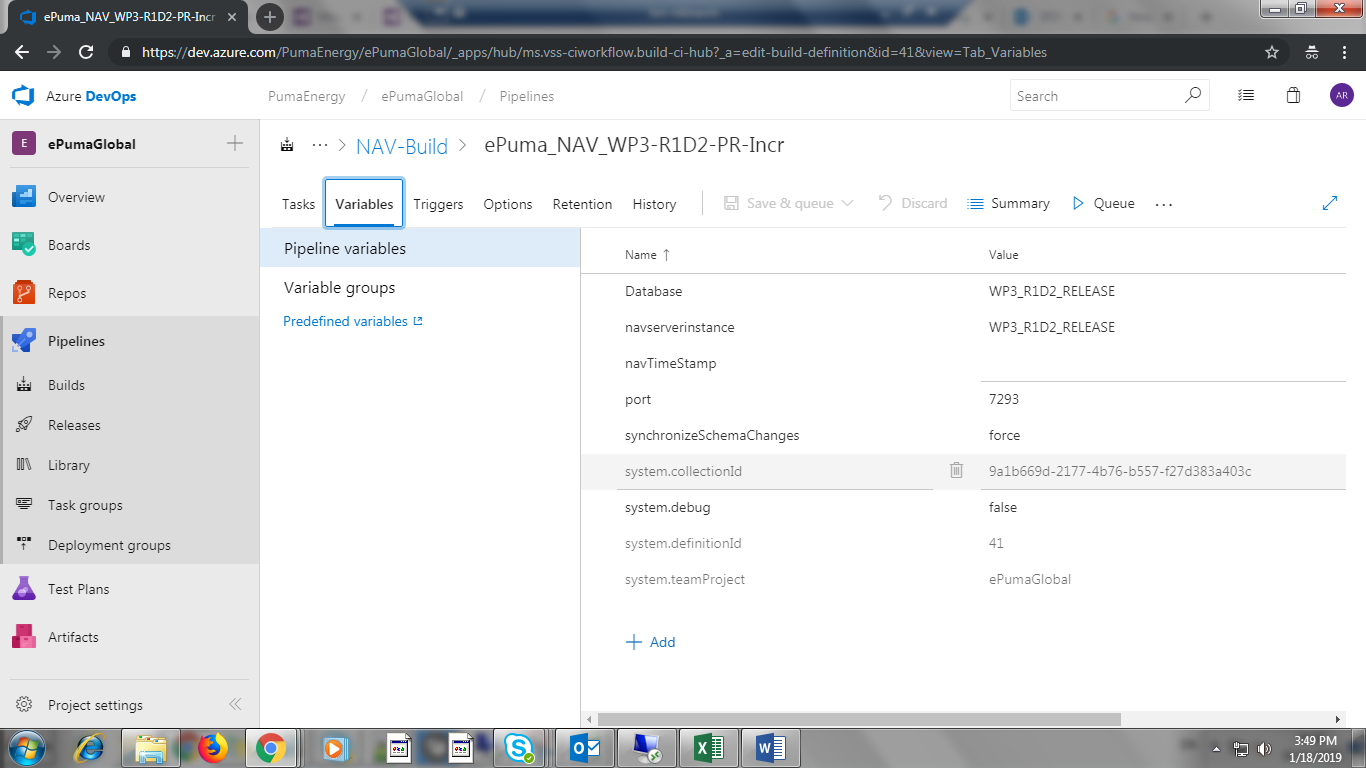 ePuma_NAV_WP3-R1D2-PR-Incr
https://dev.azure.com/PumaEnergy/ePumaGlobal/_apps/hub/ms.vss-ciworkflow.build-ci-hub?_a=edit-build-definition&id=41&view=Tab_Variables
Azure DevOps
PumaEnergy / ePumaGlobal / Pipelines
Search
AR
E ePumaGlobal
... > NAV-Build > ePuma_NAV_WP3-R1D2-PR-Incr
Overview
Boards
Repos
Pipelines
Builds
Releases
Library
Task groups
Deployment groups
Test Plans
Artifacts
Project settings
Tasks Variables Triggers Options Retention History Save & queue Discard Summary Queue ...
Pipeline variables
Variable groups
Predefined variables
Name ↑ Value
Database WP3_R1D2_RELEASE
navserverinstance WP3_R1D2_RELEASE
navTimeStamp
port 7293
synchronizeSchemaChanges force
system.collectionId 9a1b669d-2177-4b76-b557-f27d383a403c
system.debug false
system.definitionId 41
system.teamProject ePumaGlobal
+ Add
3:49 PM
1/18/2019